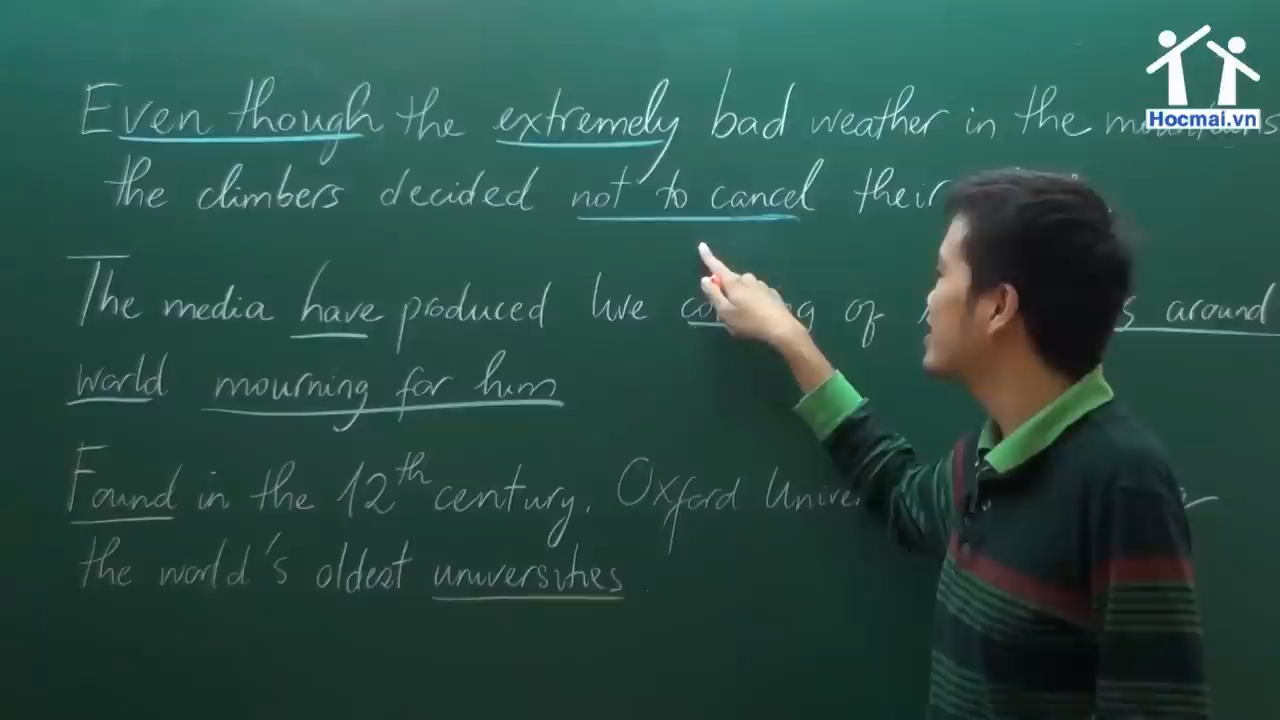 Hocmai.vn
Even though the extremely bad weather in the
the climbers decided not to cancel their
The media have produced live of around
world mourning for him
Found in the 12th century, Oxford
the world's oldest universities